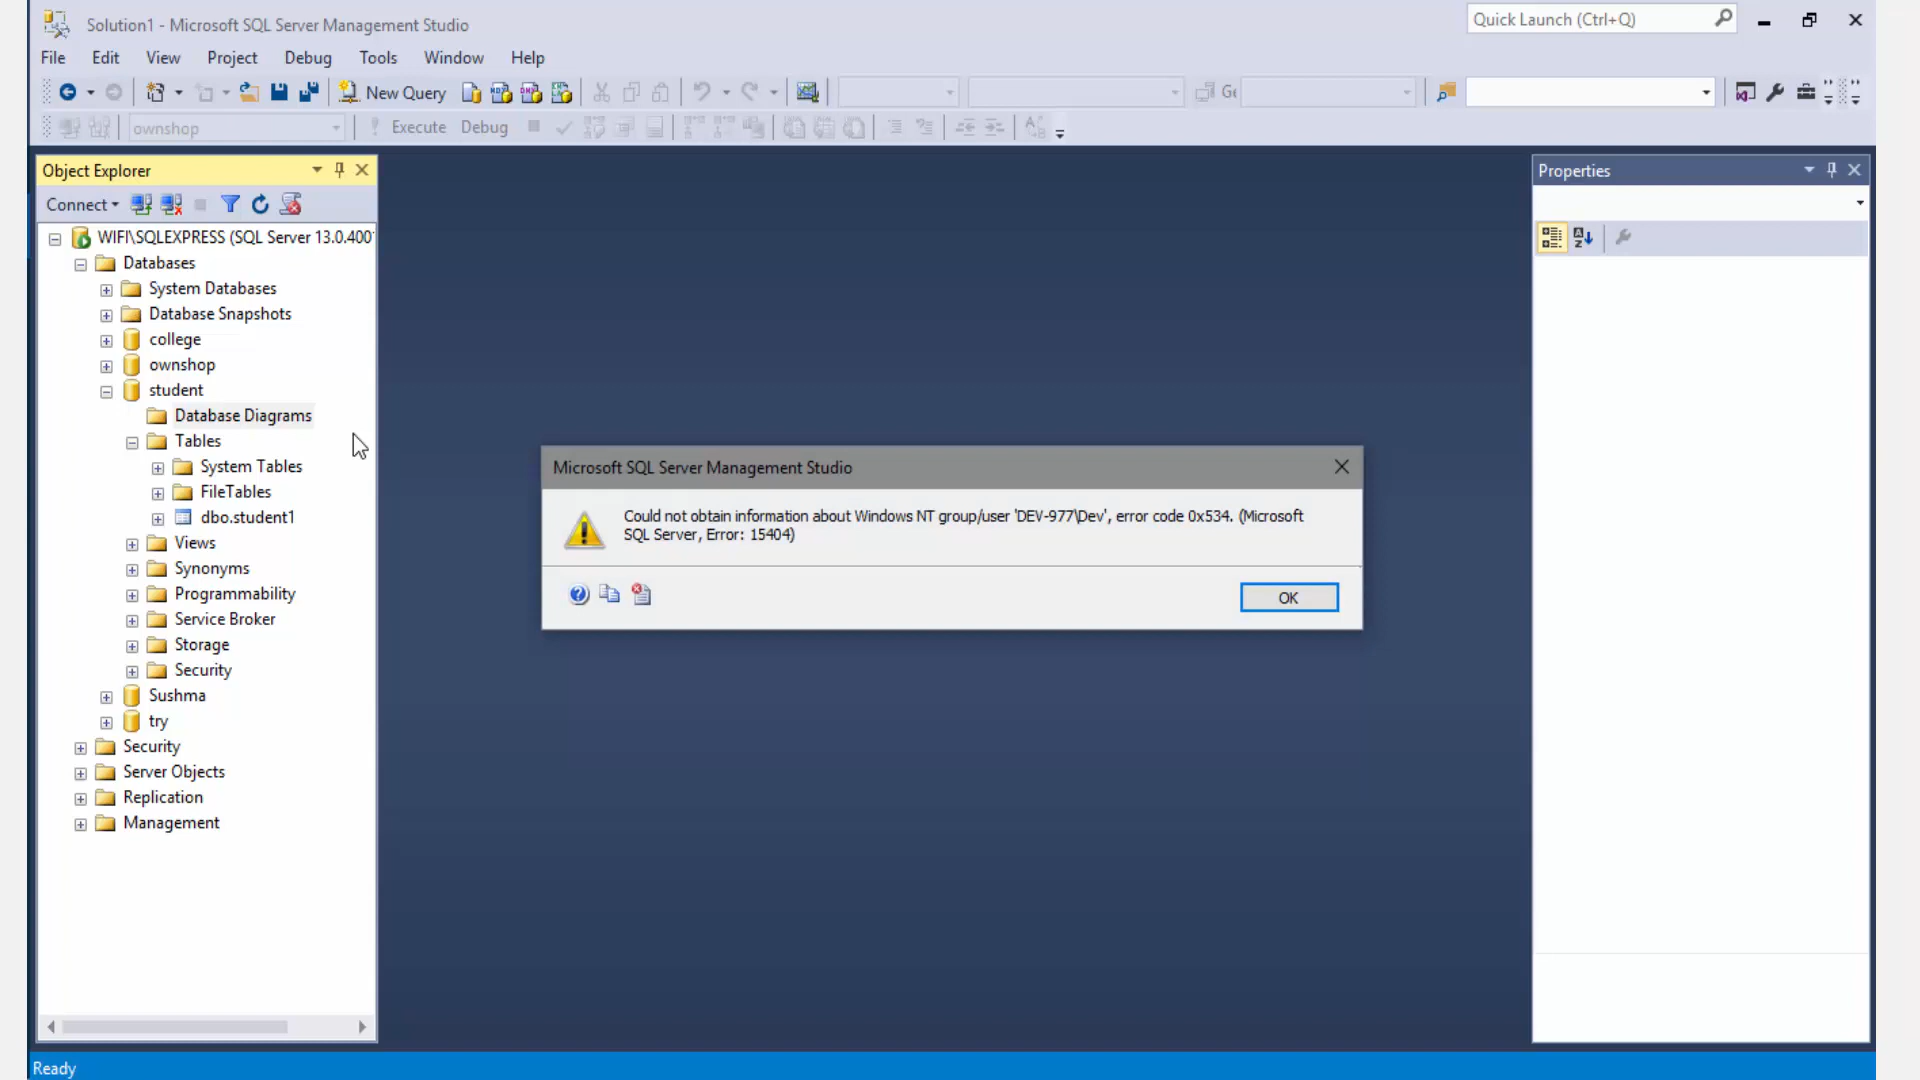 Solution1 - Microsoft SQL Server Management Studio
Quick Launch (Ctrl+Q)
File Edit View Project Debug Tools Window Help
New Query
ownshop Execute Debug
Object Explorer
Connect
WIFI\SQLEXPRESS (SQL Server 13.0.400
Databases
System Databases
Database Snapshots
college
ownshop
student
Database Diagrams
Tables
System Tables
FileTables
dbo.student1
Views
Synonyms
Programmability
Service Broker
Storage
Security
Sushma
try
Security
Server Objects
Replication
Management
Microsoft SQL Server Management Studio
Could not obtain information about Windows NT group/user 'DEV-977\Dev', error code 0x534. (Microsoft
SQL Server, Error: 15404)
OK
Properties
Ready